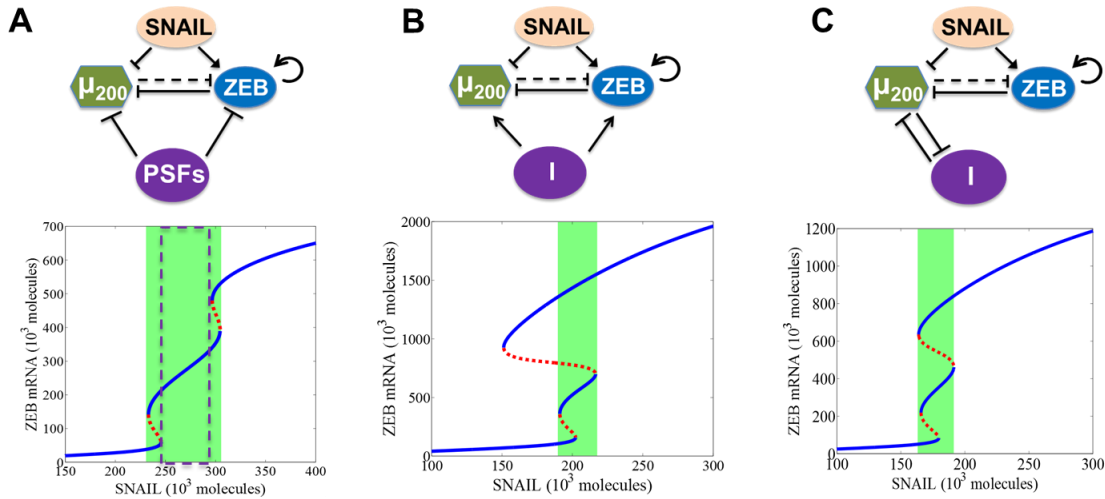 A
SNAIL
μ200
ZEB
PSFs
700
600
500
400
300
200
100
0
150
200
250
300
350
400
ZEB mRNA (10³ molecules)
SNAIL (10³ molecules)
B
SNAIL
μ200
ZEB
I
2000
1500
1000
500
0
100
150
200
250
300
ZEB mRNA (10³ molecules)
SNAIL (10³ molecules)
C
SNAIL
μ200
ZEB
I
1200
1000
800
600
400
200
0
100
150
200
250
300
ZEB mRNA (10³ molecules)
SNAIL (10³ molecules)